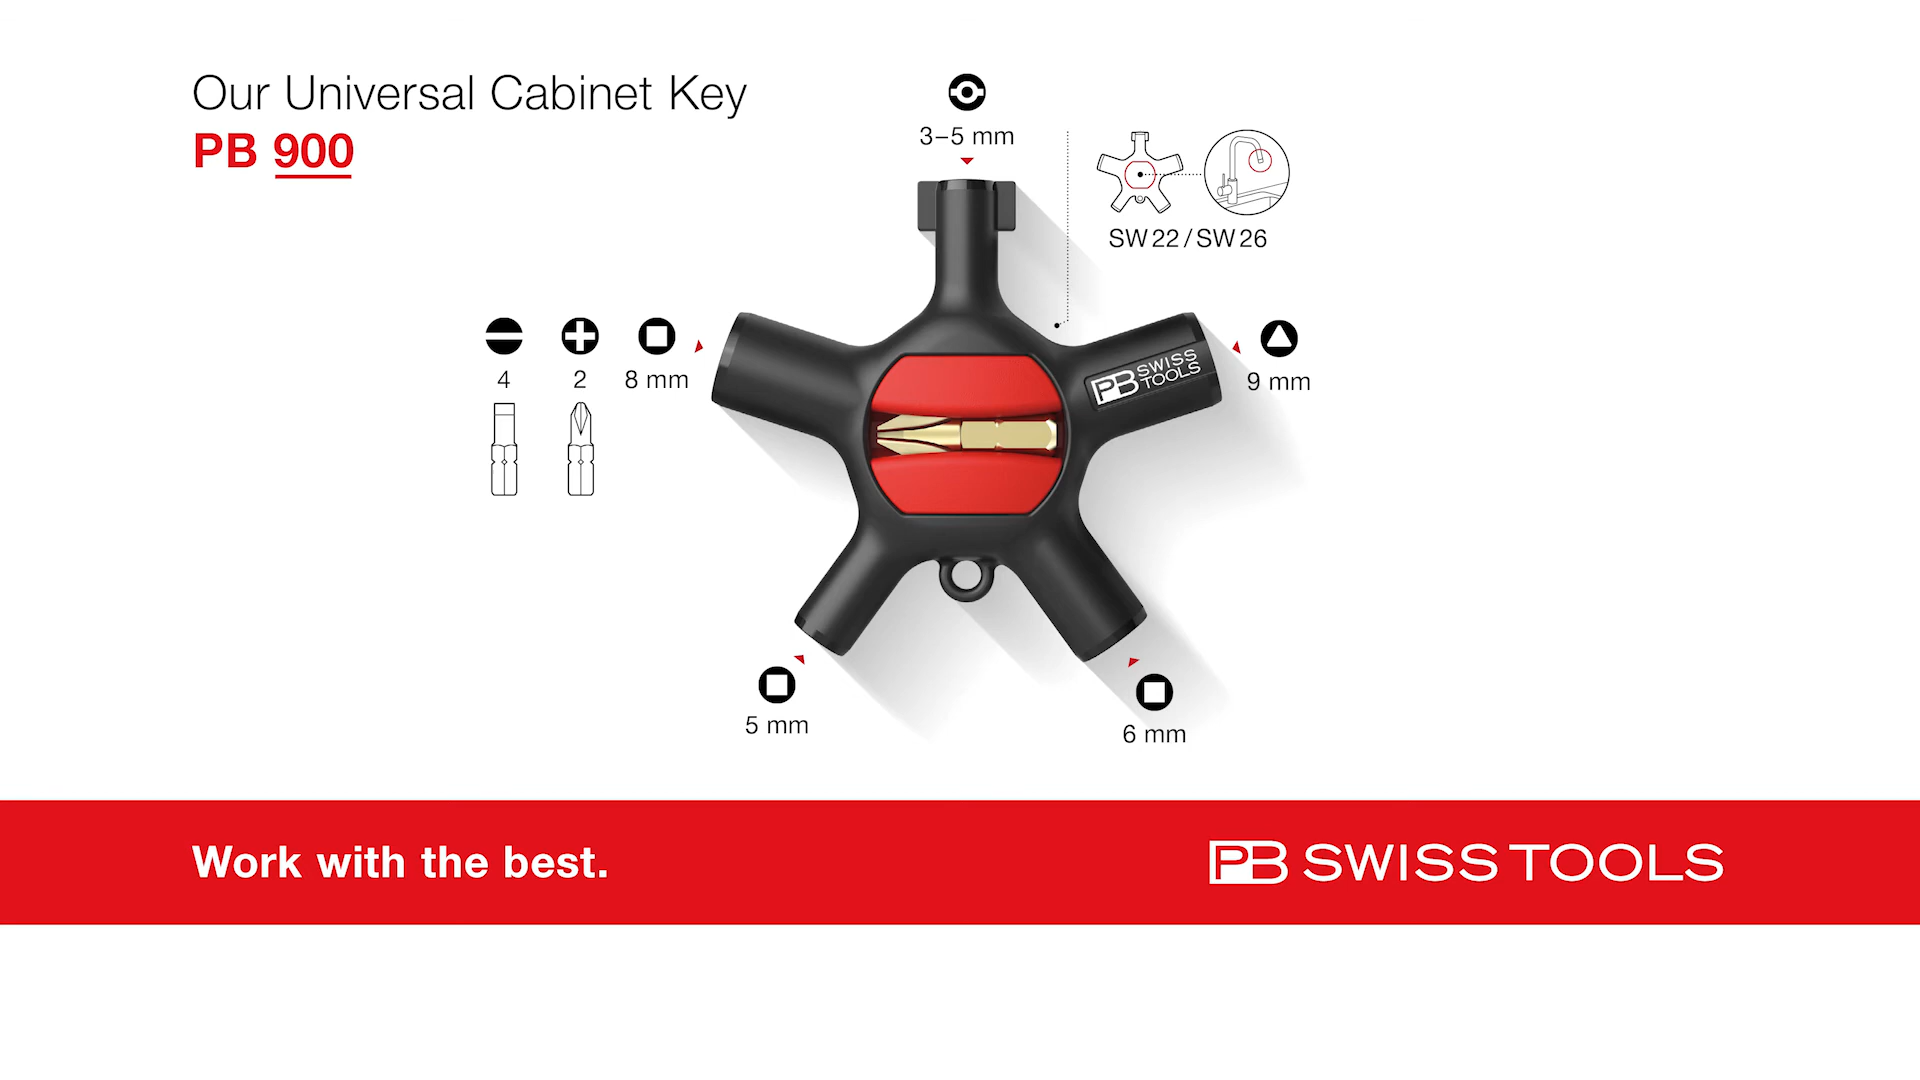 Our Universal Cabinet Key
PB 900
3–5 mm
SW 22 / SW 26
4
2
8 mm
9 mm
PB SWISS
TOOLS
5 mm
6 mm
Work with the best.
PB SWISS TOOLS